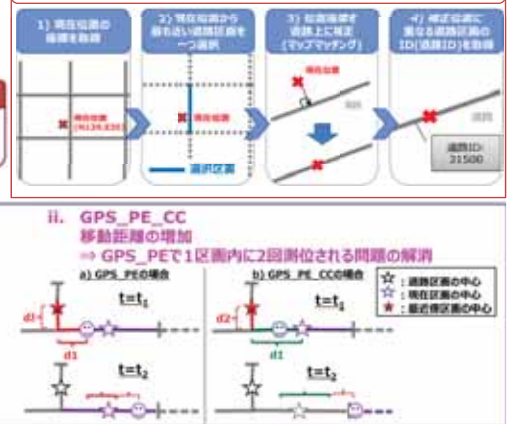 1) 現在位置の
座標を取得
2) 現在位置から
最も近い道路区画を
一つ選択
3) 位置座標を
道路上に補正
(マップマッチング)
4) 補正位置に
重なる道路区画の
ID(道路ID)を取得
現在位置
現在位置
現在位置
道路
道路
選択区画
道路ID:
31500
ii. GPS_PE_CC
移動距離の増加
⇒ GPS_PEで1区画内に2回測位される問題の解消
a) GPS_PEの場合
b) GPS_PE_CCの場合
:道路区画の中心
:現在区画の中心
:最近傍区画の中心
t=t₁
t=t₁
d1
d2
d1
t=t₂
t=t₂